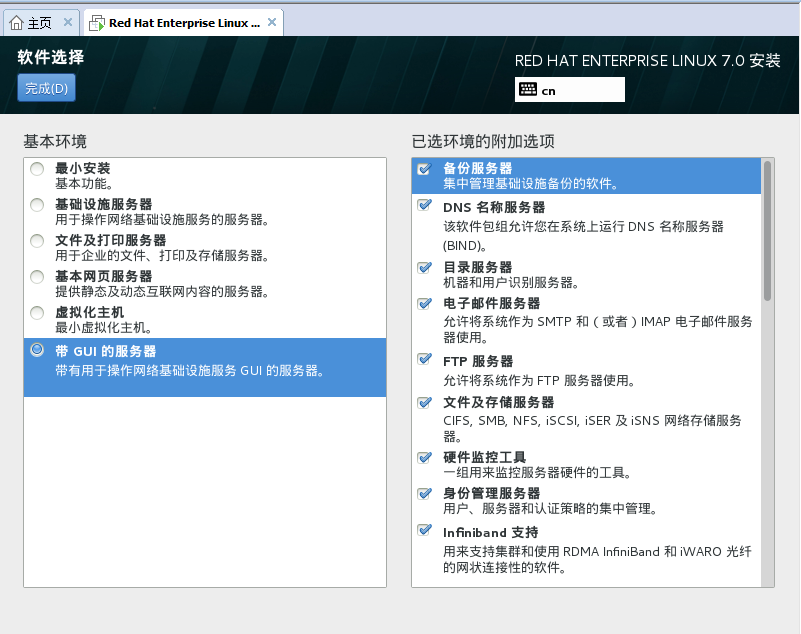 主页
Red Hat Enterprise Linux ...
软件选择
完成(D)
RED HAT ENTERPRISE LINUX 7.0 安装
cn
基本环境
最小安装
基本功能。
基础设施服务器
用于操作网络基础设施服务的服务器。
文件及打印服务器
用于企业的文件、打印及存储服务器。
基本网页服务器
提供静态及动态互联网内容的服务器。
虚拟化主机
最小虚拟化主机。
带 GUI 的服务器
带有用于操作网络基础设施服务 GUI 的服务器。
已选环境的附加选项
备份服务器
集中管理基础设施备份的软件。
DNS 名称服务器
该软件包组允许您在系统上运行 DNS 名称服务器
(BIND)。
目录服务器
机器和用户识别服务器。
电子邮件服务器
允许将系统作为 SMTP 和（或者）IMAP 电子邮件服务
器使用。
FTP 服务器
允许将系统作为 FTP 服务器使用。
文件及存储服务器
CIFS, SMB, NFS, iSCSI, iSER 及 iSNS 网络存储服务
器。
硬件监控工具
一组用来监控服务器硬件的工具。
身份管理服务器
用户、服务器和认证策略的集中管理。
Infiniband 支持
用来支持集群和使用 RDMA InfiniBand 和 iWARO 光纤
的网状连接性的软件。